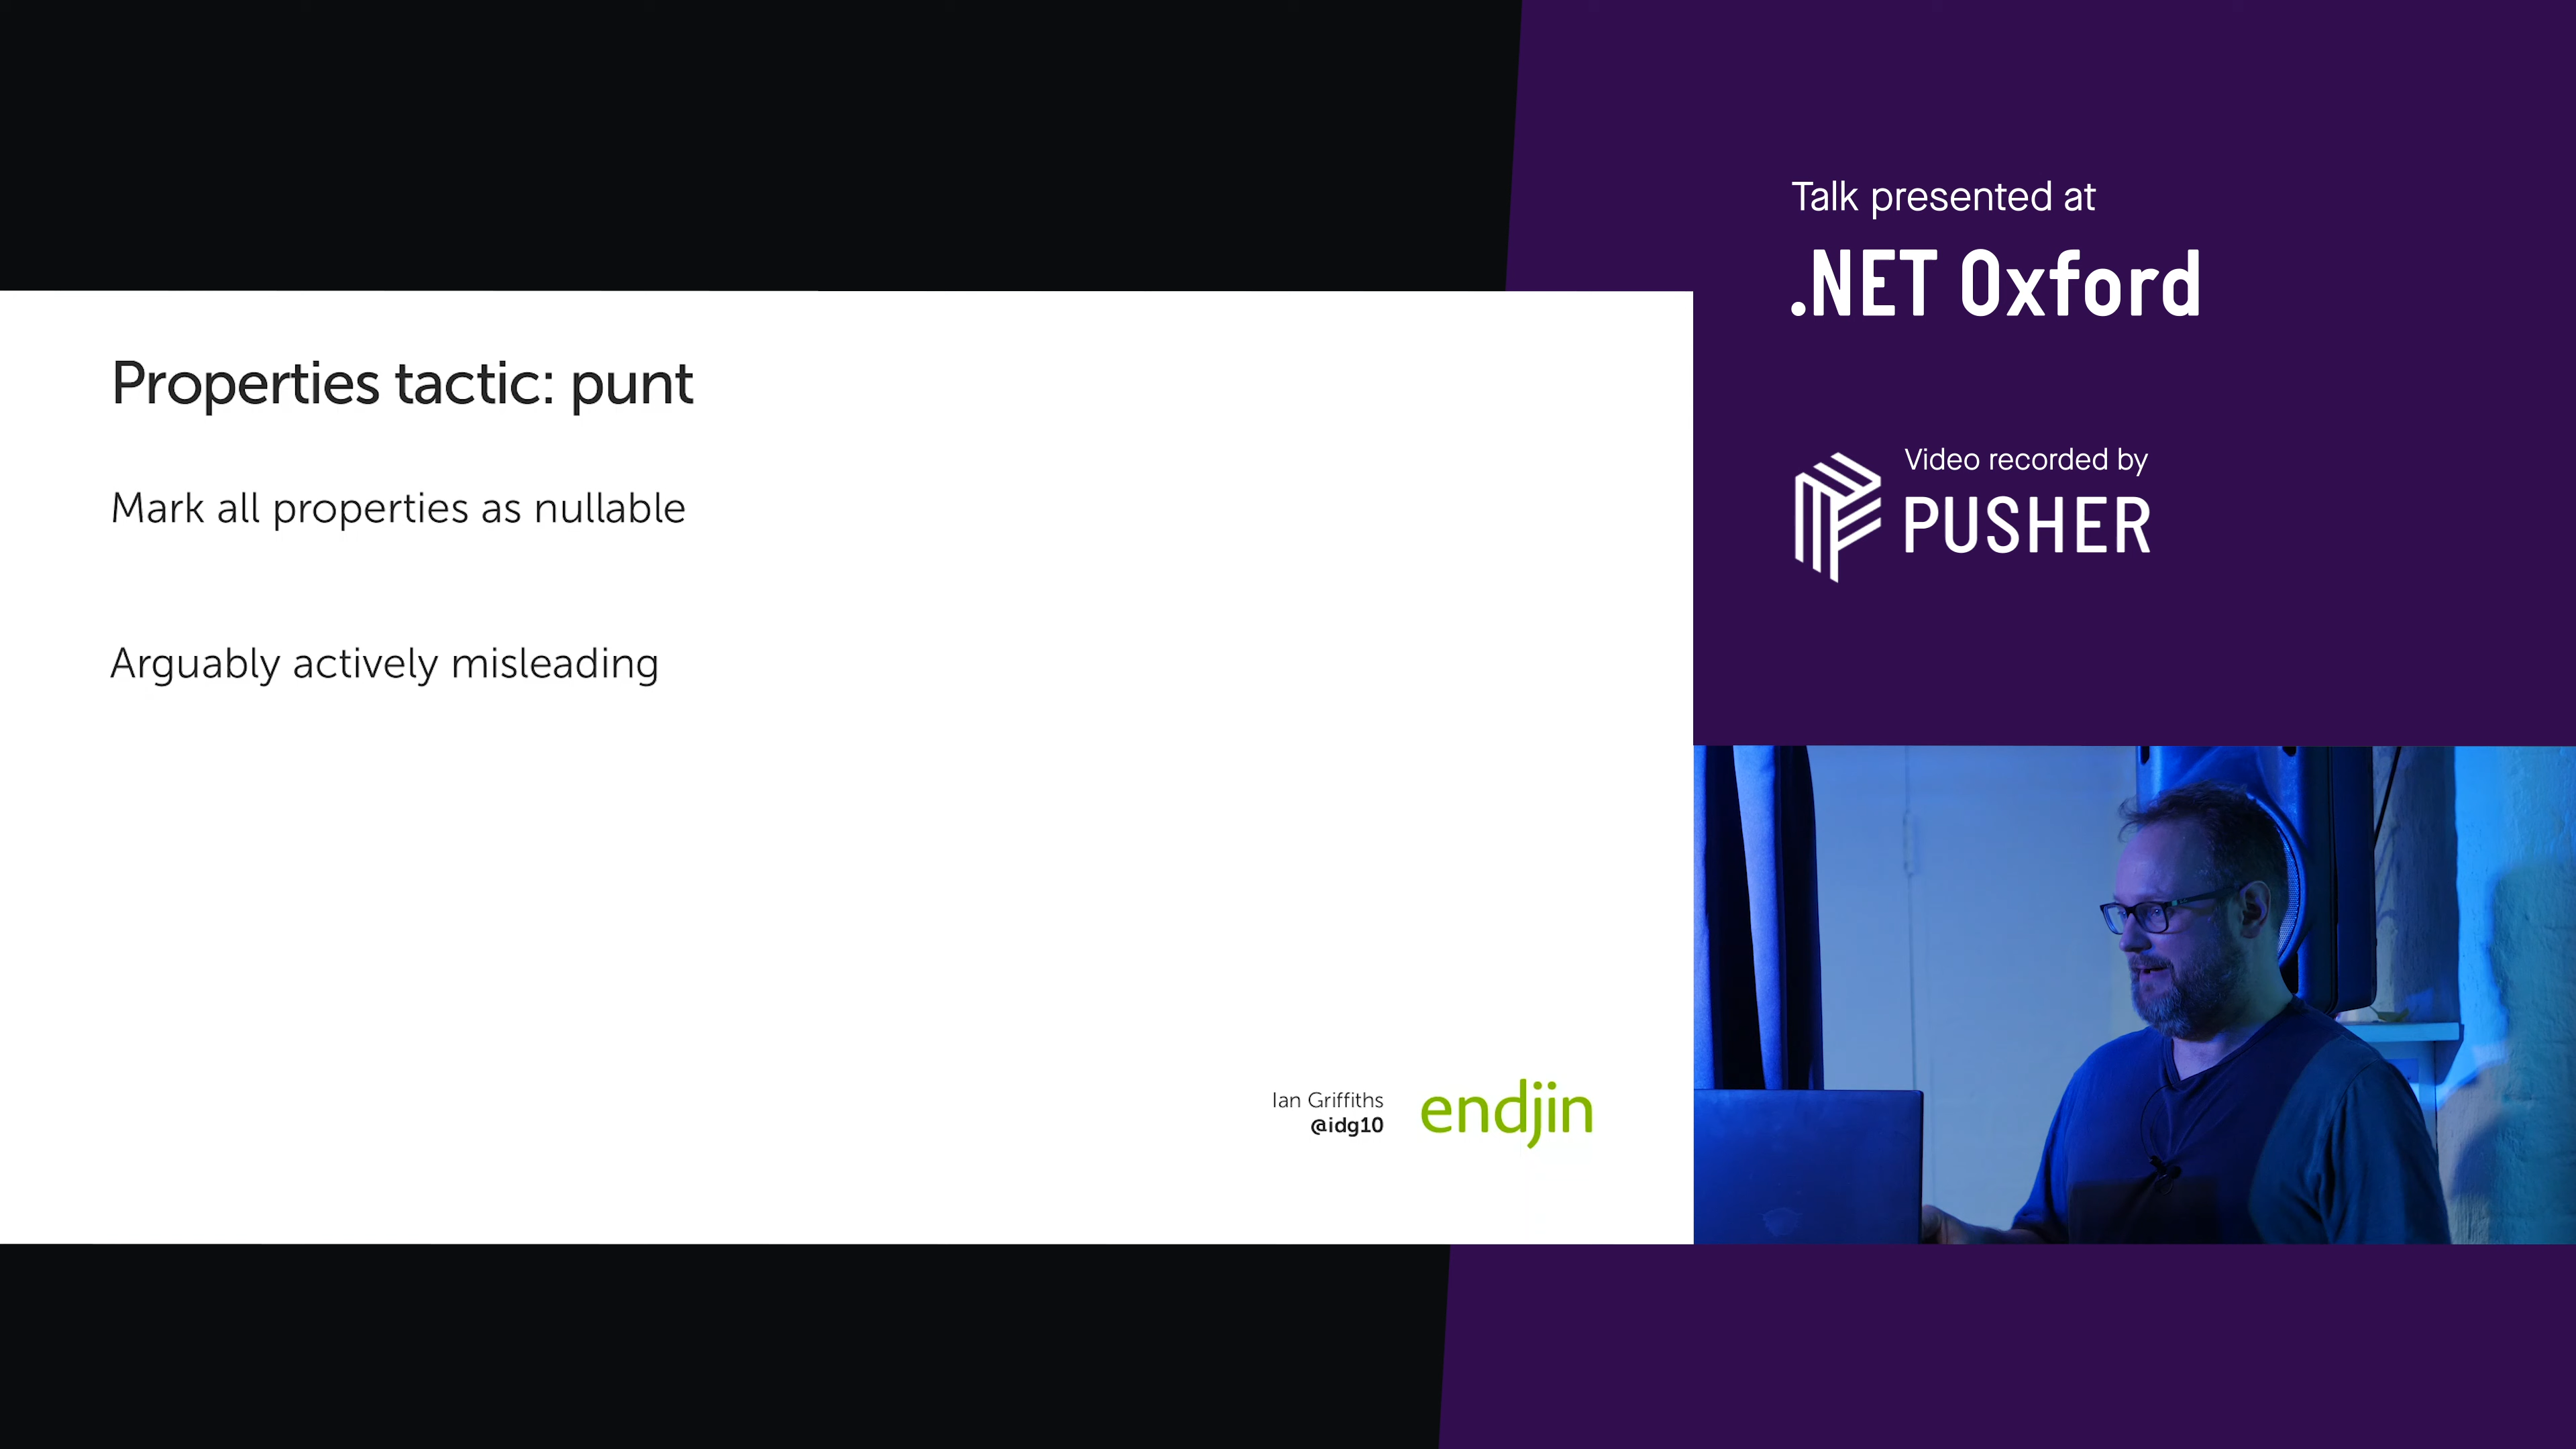 Properties tactic: punt
Mark all properties as nullable
Arguably actively misleading
Ian Griffiths
@idg10
endjin
Talk presented at
.NET Oxford
Video recorded by
PUSHER